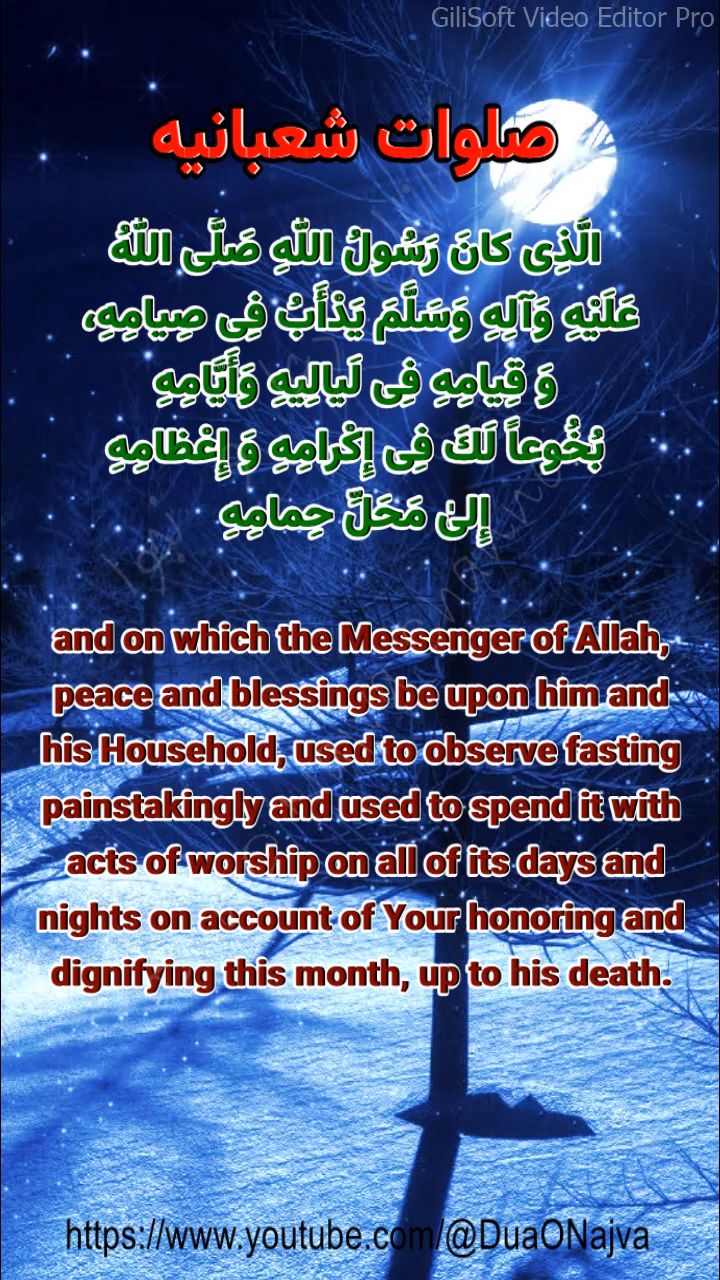 GiliSoft Video Editor Pro
صلوات شعبانیه
الَّذِی کانَ رَسُولُ اللّٰهِ صَلَّی اللّٰهُ
عَلَیْهِ وَآلِهِ وَسَلَّمَ یَدْأَبُ فِی صِیامِهِ،
وَ قِیامِهِ فِی لَیالِیهِ وَأَیَّامِهِ
بُخُوعاً لَكَ فِی إِکْرامِهِ وَ إِعْظامِهِ
إِلیٰ مَحَلِّ حِمامِهِ
and on which the Messenger of Allah,
peace and blessings be upon him and
his Household, used to observe fasting
painstakingly and used to spend it with
acts of worship on all of its days and
nights on account of Your honoring and
dignifying this month, up to his death.
https://www.youtube.com/@DuaONajva